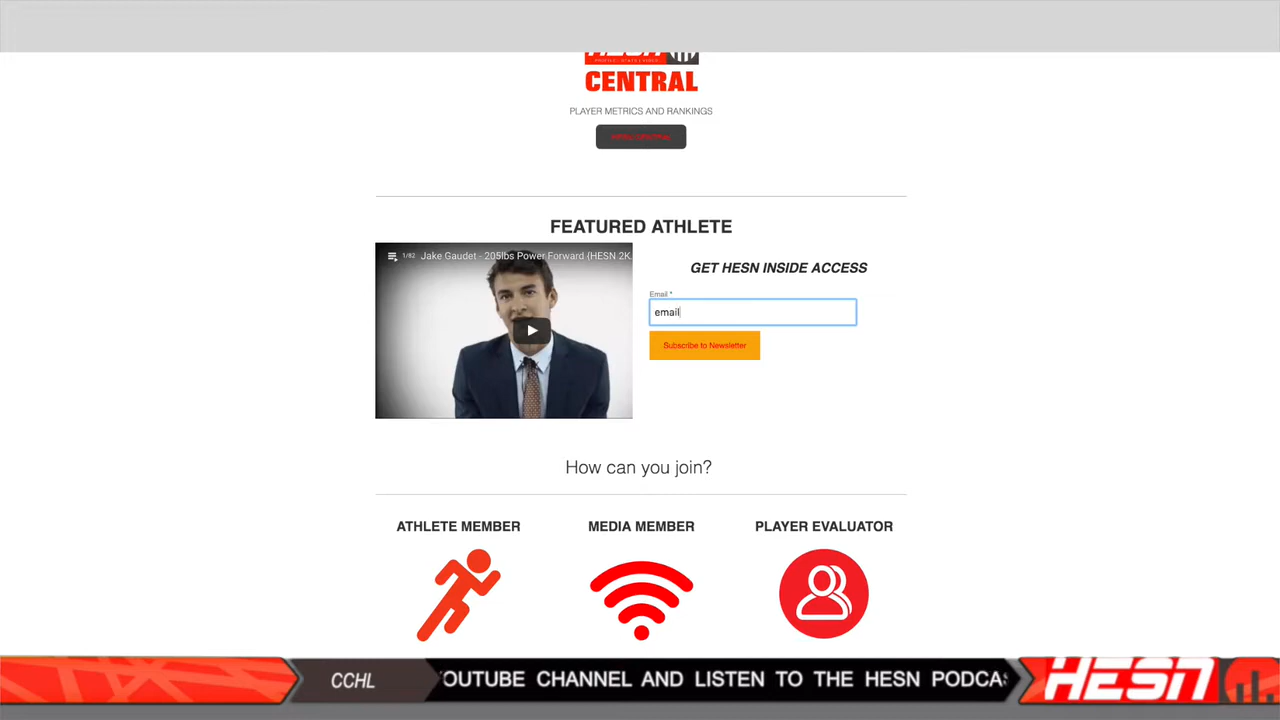 CENTRAL
PLAYER METRICS AND RANKINGS
FEATURED ATHLETE
1/82 Jake Gaudet - 205lbs Power Forward (HESN 2K
GET HESN INSIDE ACCESS
Email *
email
Subscribe to Newsletter
How can you join?
ATHLETE MEMBER
MEDIA MEMBER
PLAYER EVALUATOR
CCHL
OUTUBE CHANNEL AND LISTEN TO THE HESN PODCA
HESN